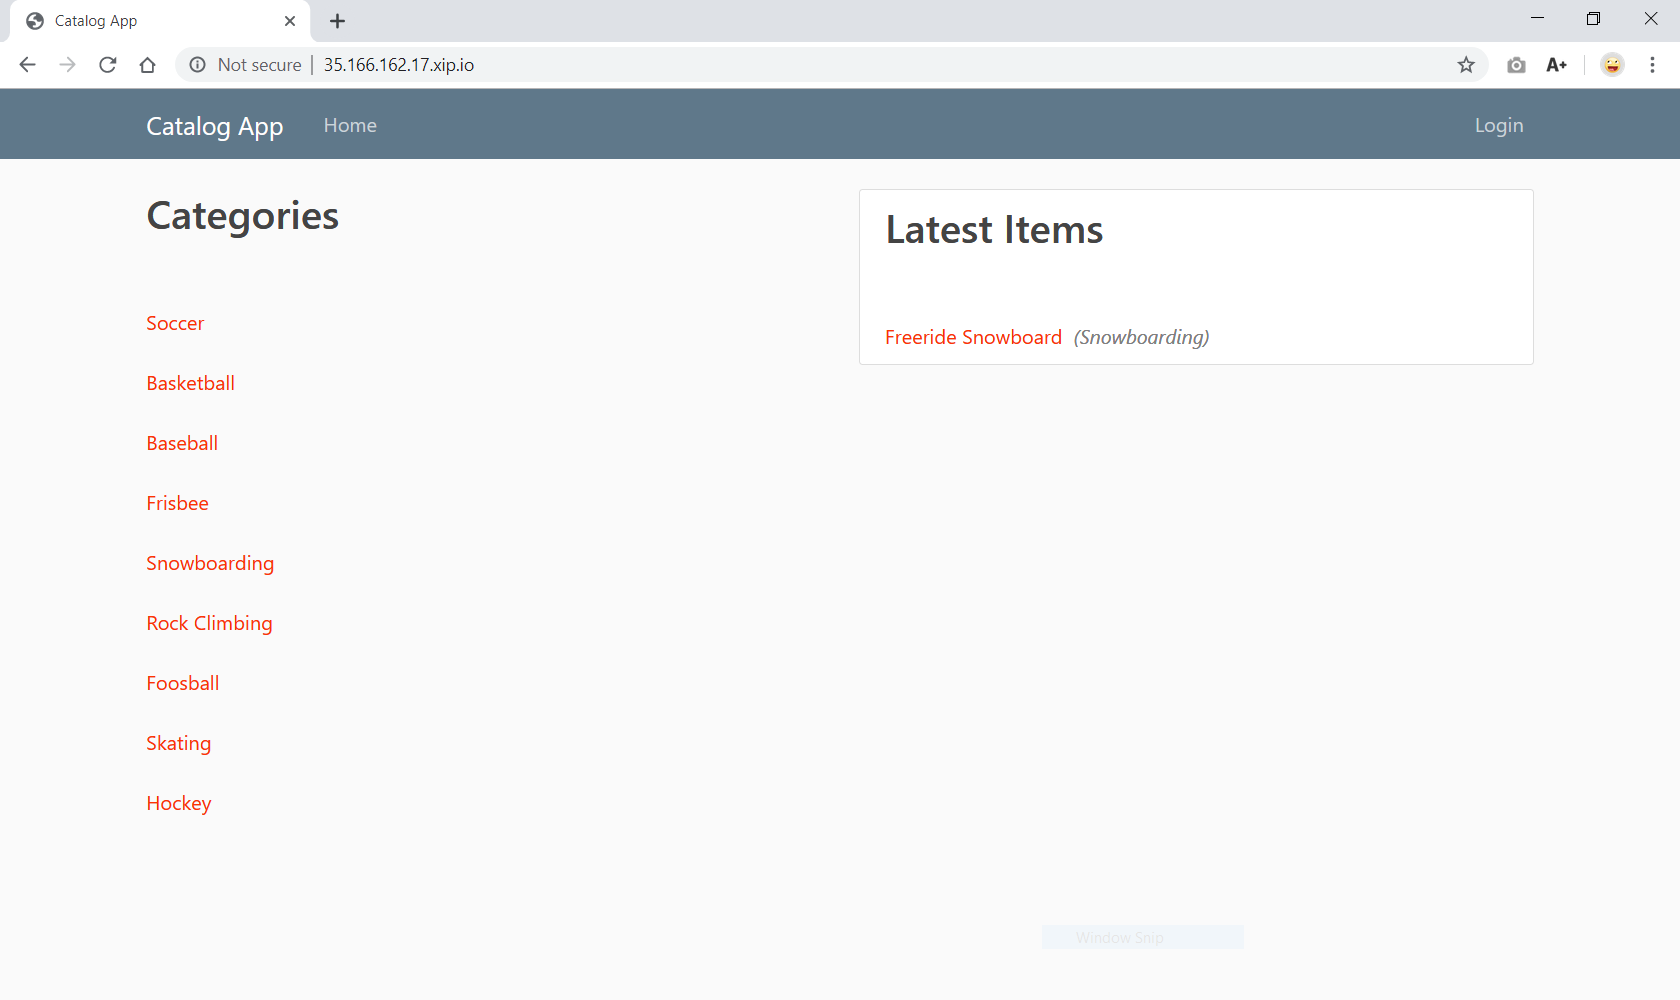 Catalog App
Not secure | 35.166.162.17.xip.io
A+
Catalog App Home Login
Categories
Soccer
Basketball
Baseball
Frisbee
Snowboarding
Rock Climbing
Foosball
Skating
Hockey
Latest Items
Freeride Snowboard (Snowboarding)
Window Snip